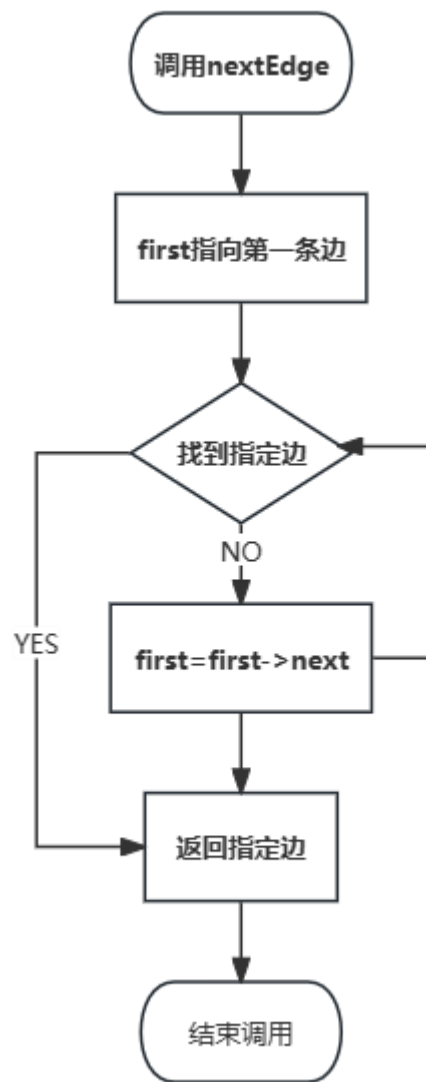 调用nextEdge
first指向第一条边
找到指定边
NO
YES
first=first->next
返回指定边
结束调用